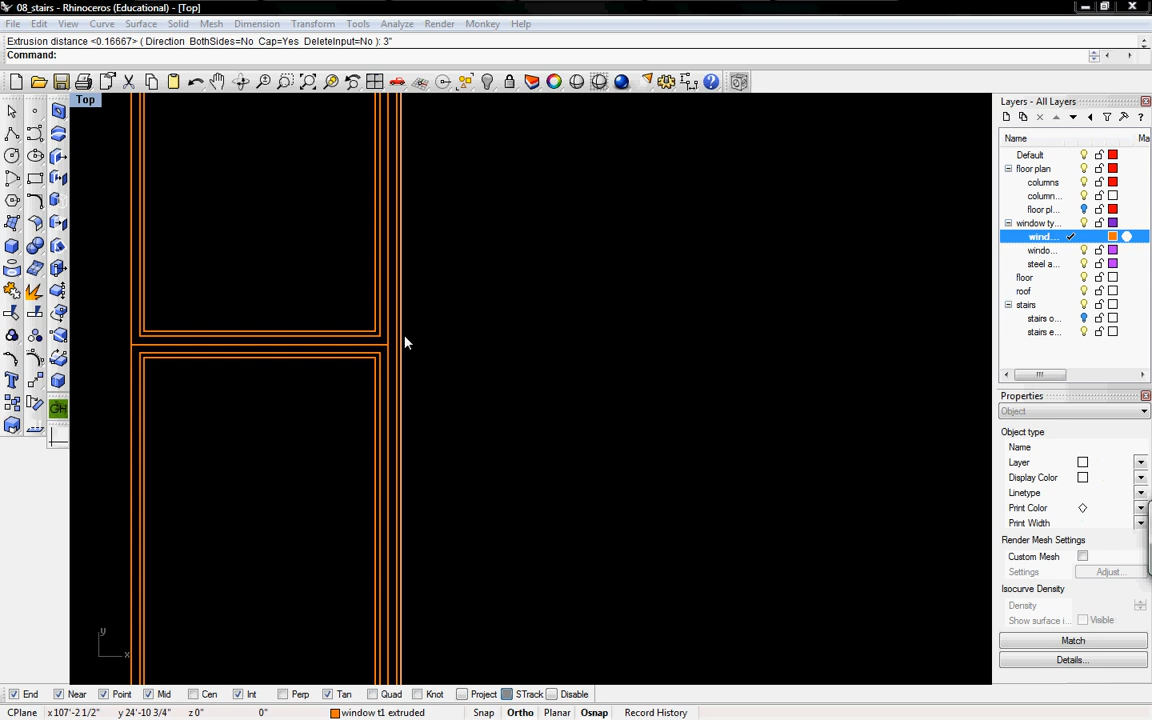 08_stairs - Rhinoceros (Educational) - [Top]
File Edit View Curve Surface Solid Mesh Dimension Transform Tools Analyze Render Monkey Help
Extrusion distance <0.16667> ( Direction BothSides=No Cap=Yes DeleteInput=No ): 3"
Command:
Top
Layers - All Layers
Name Ma
Default
floor plan
columns
column...
floor pl...
window ty...
wind...
windo...
steel a...
floor
roof
stairs
stairs o...
stairs e...
Properties
Object
Object type
Name
Layer
Display Color
Linetype
Print Color
Print Width
Render Mesh Settings
Custom Mesh
Settings Adjust...
Isocurve Density
Density
Show surface i... Visible
Match
Details...
GH
y
x
End Near Point Mid Cen Int Perp Tan Quad Knot Project STrack Disable
CPlane x 107'-2 1/2" y 24'-10 3/4" z 0" 0" window t1 extruded Snap Ortho Planar Osnap Record History